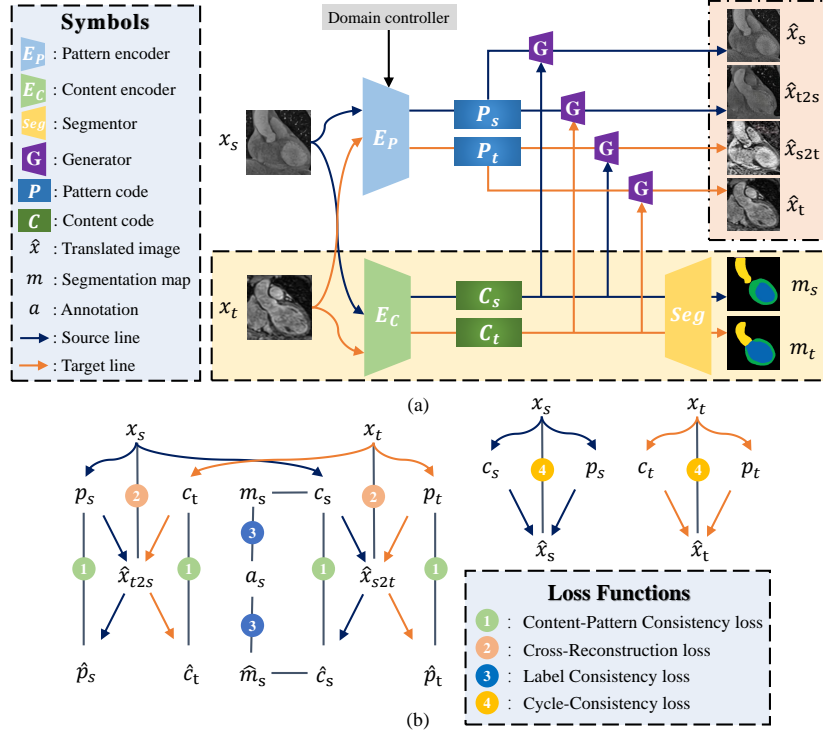 Symbols
E_P : Pattern encoder
E_C : Content encoder
Seg : Segmentor
G : Generator
P : Pattern code
C : Content code
x̂ : Translated image
m : Segmentation map
a : Annotation
: Source line
: Target line
Domain controller
x_s
x_t
E_P
E_C
P_s
P_t
C_s
C_t
G
G
G
G
Seg
x̂_s
x̂_t2s
x̂_s2t
x̂_t
m_s
m_t
(a)
x_s x_t
p_s 2 c_t m_s c_s 2 p_t
3
1 x̂_t2s 1 a_s 1 x̂_s2t 1
3
p̂_s ĉ_t m̂_s ĉ_s p̂_t
x_s x_t
c_s 4 p_s c_t 4 p_t
x̂_s x̂_t
Loss Functions
1 : Content-Pattern Consistency loss
2 : Cross-Reconstruction loss
3 : Label Consistency loss
4 : Cycle-Consistency loss
(b)